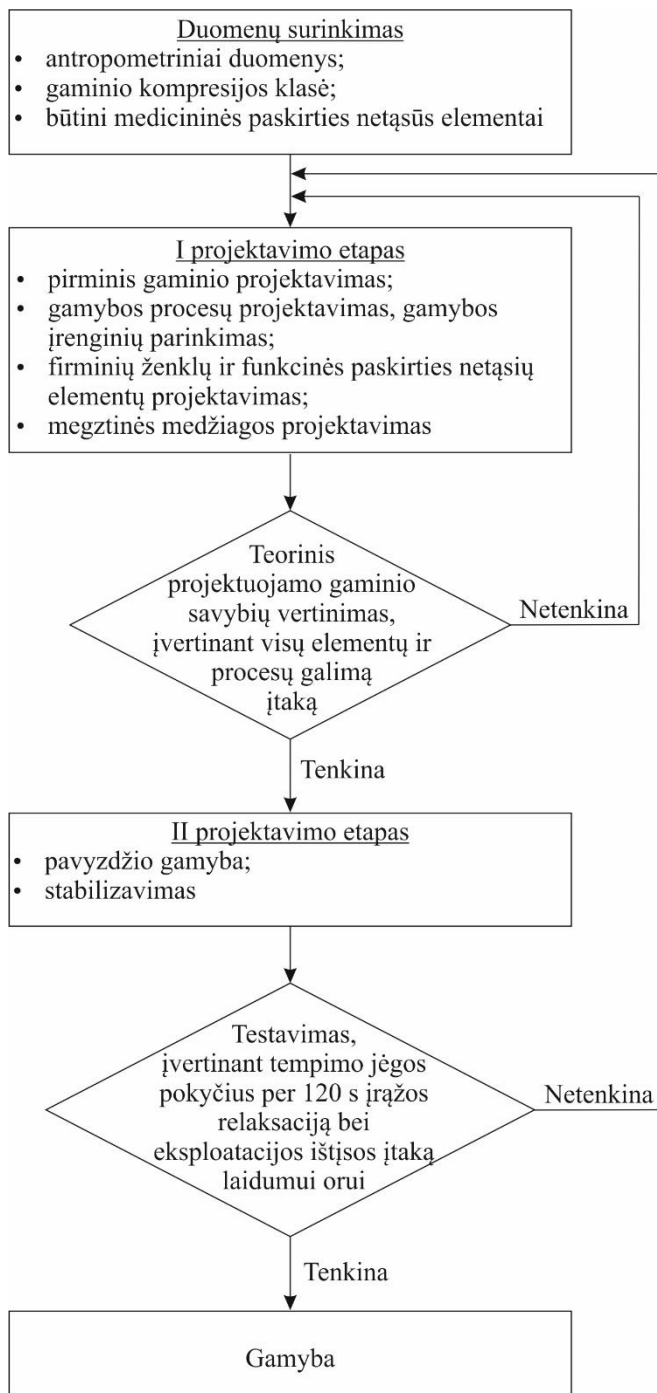 Duomenų surinkimas
• antropometriniai duomenys;
• gaminio kompresijos klasė;
• būtini medicininės paskirties netąsūs elementai
I projektavimo etapas
• pirminis gaminio projektavimas;
• gamybos procesų projektavimas, gamybos
įrenginių parinkimas;
• firminių ženklų ir funkcinės paskirties netąsių
elementų projektavimas;
• megztinės medžiagos projektavimas
Teorinis
projektuojamo gaminio
savybių vertinimas,
įvertinant visų elementų ir
procesų galimą
įtaką
Netenkina
Tenkina
II projektavimo etapas
• pavyzdžio gamyba;
• stabilizavimas
Testavimas,
įvertinant tempimo jėgos
pokyčius per 120 s įrąžos
relaksaciją bei
eksploatacijos ištįsos įtaką
laidumui orui
Netenkina
Tenkina
Gamyba